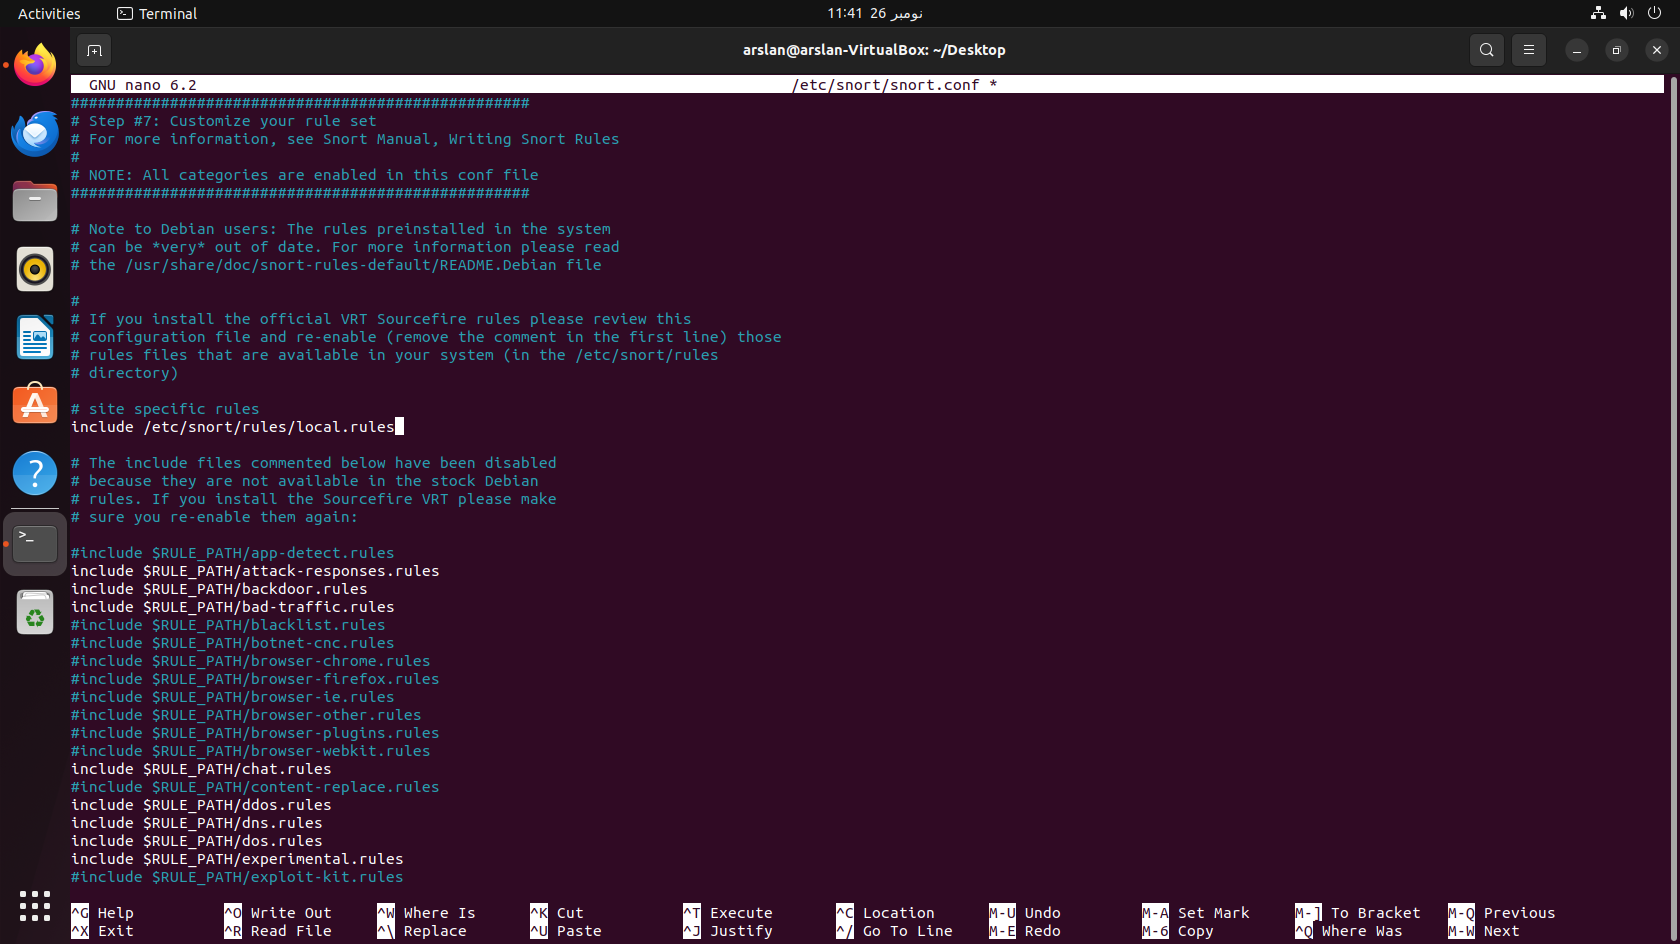 Activities
Terminal
نومبر 26 11:41
arslan@arslan-VirtualBox: ~/Desktop
GNU nano 6.2 /etc/snort/snort.conf *
###################################################
# Step #7: Customize your rule set
# For more information, see Snort Manual, Writing Snort Rules
#
# NOTE: All categories are enabled in this conf file
###################################################
# Note to Debian users: The rules preinstalled in the system
# can be *very* out of date. For more information please read
# the /usr/share/doc/snort-rules-default/README.Debian file
#
# If you install the official VRT Sourcefire rules please review this
# configuration file and re-enable (remove the comment in the first line) those
# rules files that are available in your system (in the /etc/snort/rules
# directory)
# site specific rules
include /etc/snort/rules/local.rules
# The include files commented below have been disabled
# because they are not available in the stock Debian
# rules. If you install the Sourcefire VRT please make
# sure you re-enable them again:
#include $RULE_PATH/app-detect.rules
include $RULE_PATH/attack-responses.rules
include $RULE_PATH/backdoor.rules
include $RULE_PATH/bad-traffic.rules
#include $RULE_PATH/blacklist.rules
#include $RULE_PATH/botnet-cnc.rules
#include $RULE_PATH/browser-chrome.rules
#include $RULE_PATH/browser-firefox.rules
#include $RULE_PATH/browser-ie.rules
#include $RULE_PATH/browser-other.rules
#include $RULE_PATH/browser-plugins.rules
#include $RULE_PATH/browser-webkit.rules
include $RULE_PATH/chat.rules
#include $RULE_PATH/content-replace.rules
include $RULE_PATH/ddos.rules
include $RULE_PATH/dns.rules
include $RULE_PATH/dos.rules
include $RULE_PATH/experimental.rules
#include $RULE_PATH/exploit-kit.rules
^G Help ^O Write Out ^W Where Is ^K Cut ^T Execute ^C Location M-U Undo M-A Set Mark M-] To Bracket M-Q Previous
^X Exit ^R Read File ^\ Replace ^U Paste ^J Justify ^/ Go To Line M-E Redo M-6 Copy ^Q Where Was M-W Next